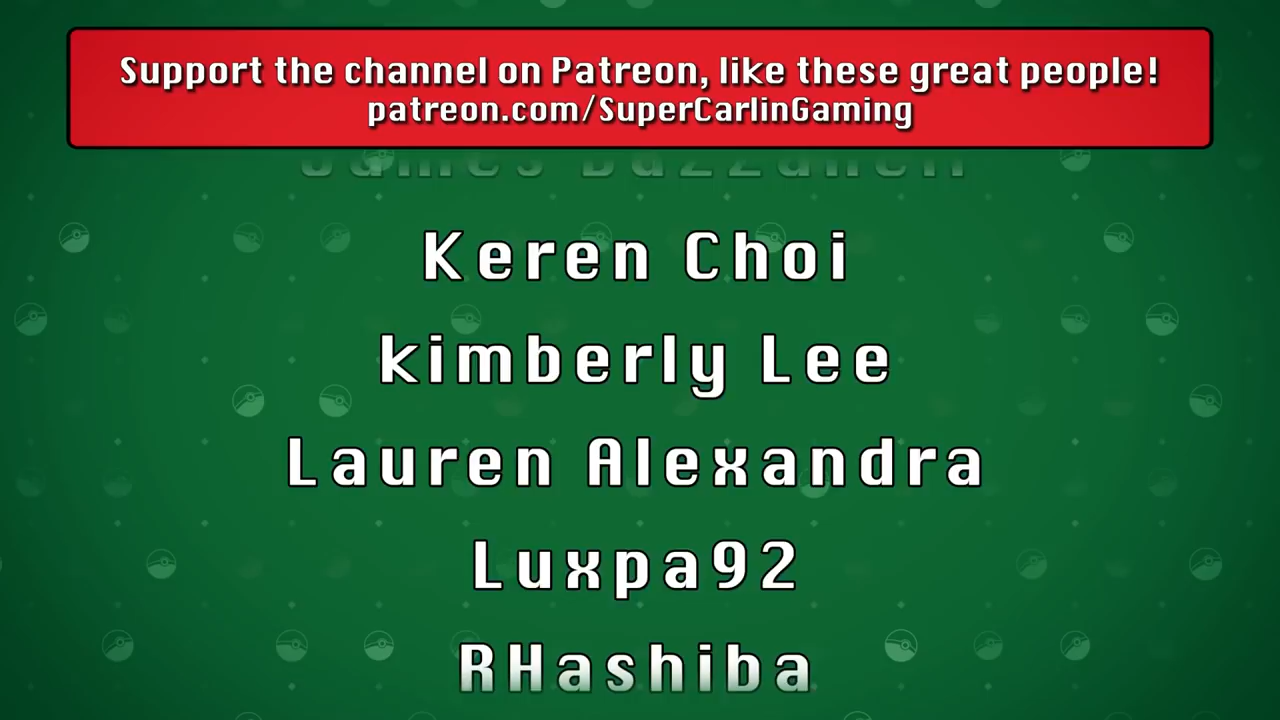 Support the channel on Patreon, like these great people!
patreon.com/SuperCarlinGaming
Keren Choi
kimberly Lee
Lauren Alexandra
Luxpa92
RHashiba